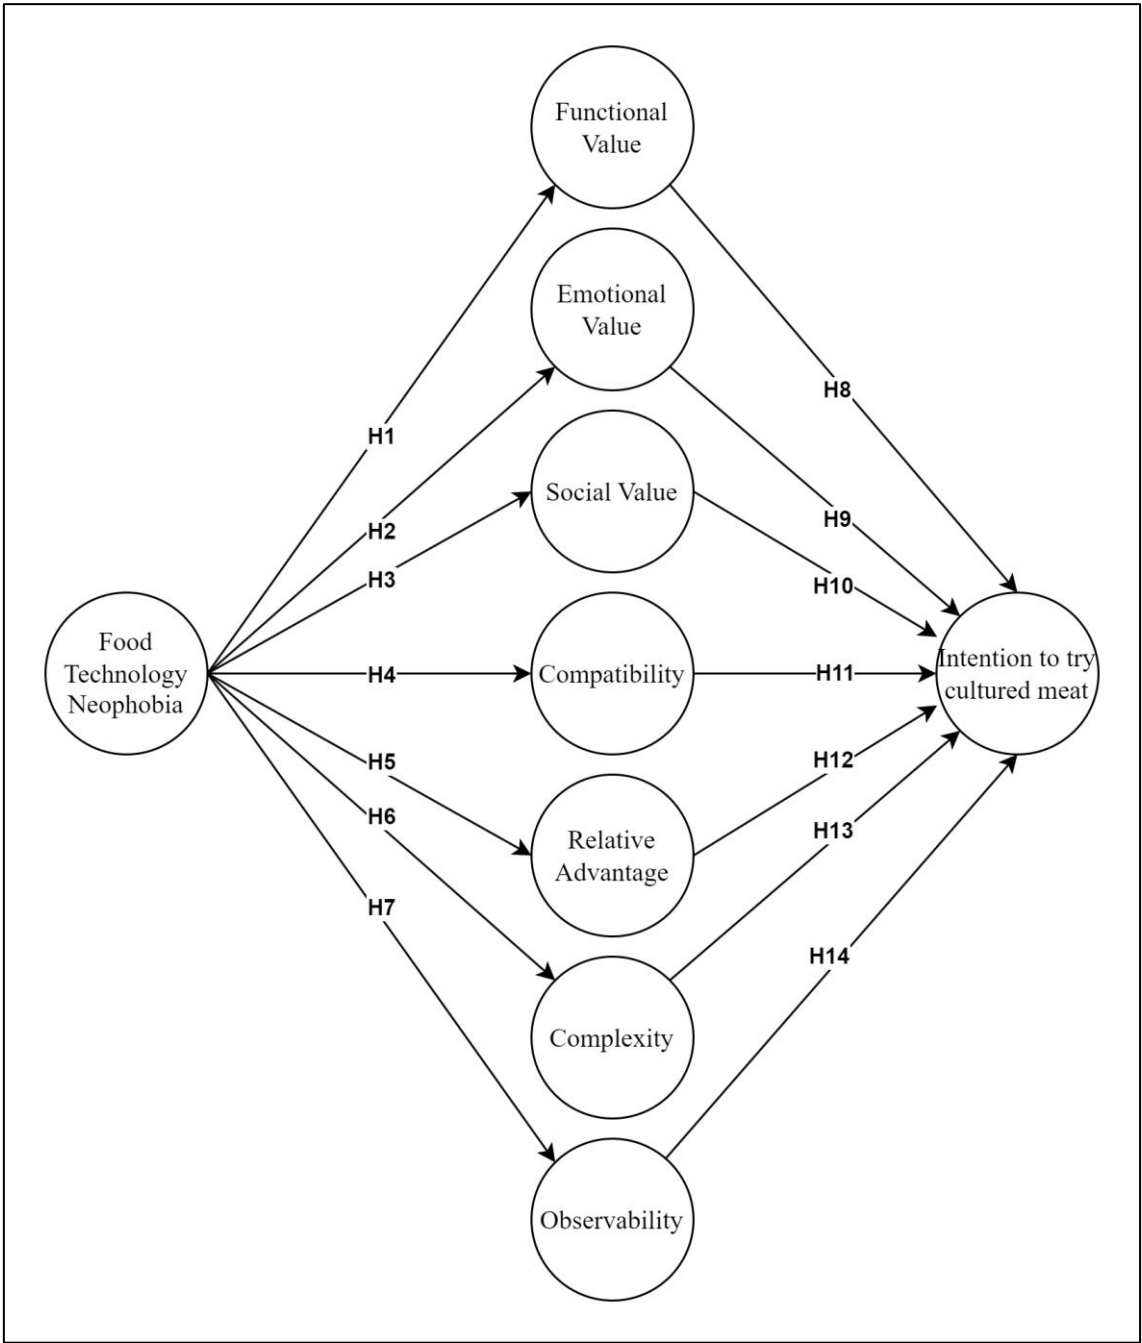 Functional
Value
Emotional
Value
H8
H1
Social Value
H9
H2
H3
H10
Food
Technology
Neophobia
H4
Compatibility
H11
Intention to try
cultured meat
H5
H12
H6
H13
Relative
Advantage
H7
H14
Complexity
Observability